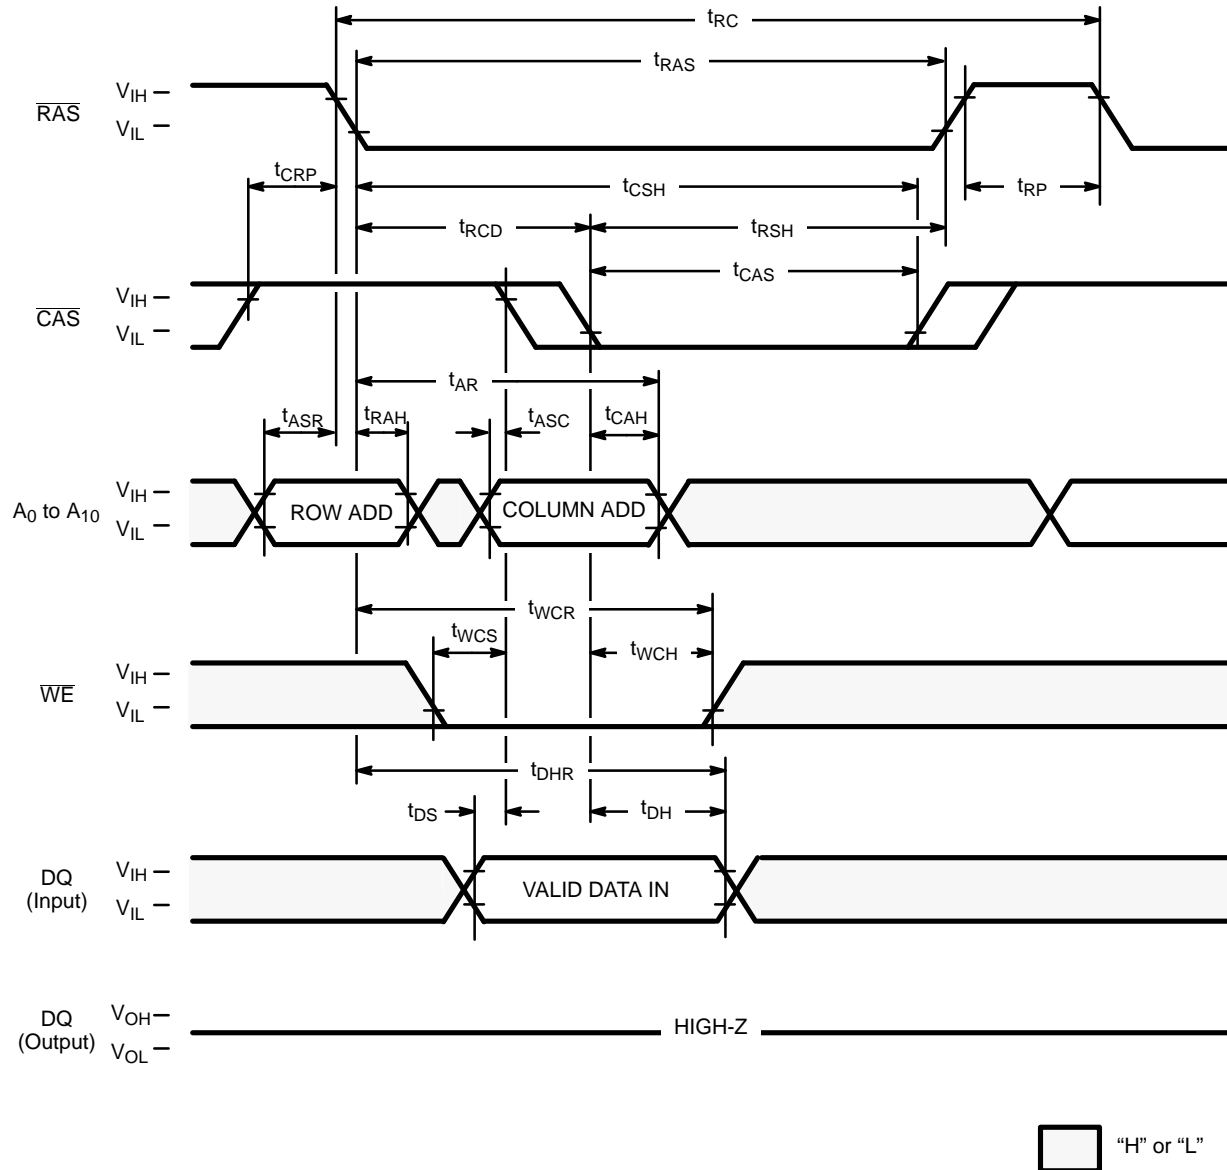 tRC
tRAS
RAS
VIH
VIL
tCRP
tCSH
tRP
tRCD
tRSH
tCAS
CAS
VIH
VIL
tAR
tASR
tRAH
tASC
tCAH
A0 to A10
VIH
VIL
ROW ADD
COLUMN ADD
tWCR
tWCS
tWCH
WE
VIH
VIL
tDHR
tDS
tDH
DQ
(Input)
VIH
VIL
VALID DATA IN
DQ
(Output)
VOH
VOL
HIGH-Z
“H” or “L”